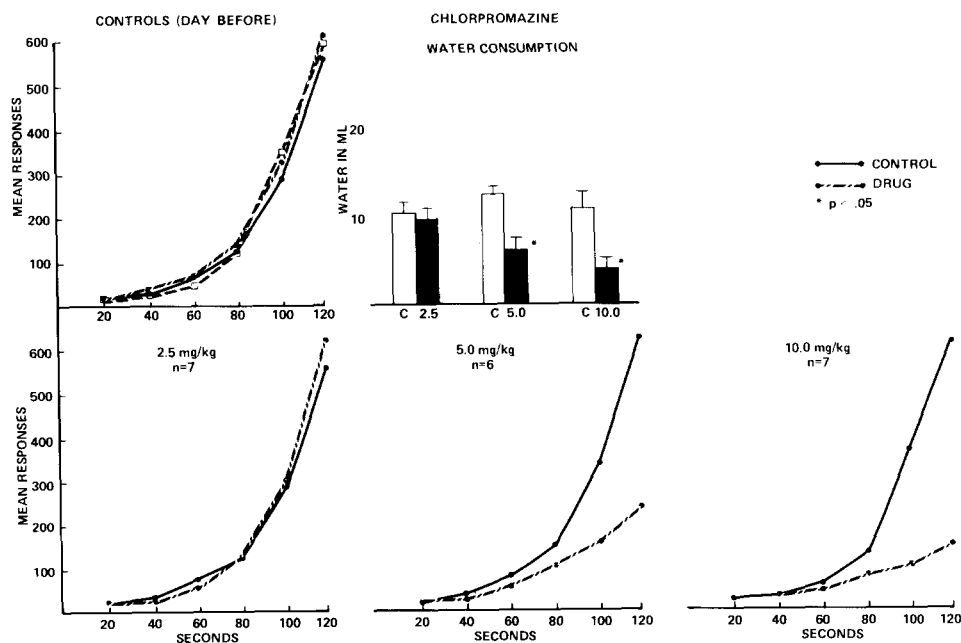 CONTROLS (DAY BEFORE)
MEAN RESPONSES
600
500
400
300
200
100
20 40 60 80 100 120
CHLORPROMAZINE
WATER CONSUMPTION
WATER IN ML
20
10
C 2.5 C 5.0 C 10.0
*
*
CONTROL
DRUG
* p < .05
2.5 mg/kg
n=7
MEAN RESPONSES
600
500
400
300
200
100
20 40 60 80 100 120
SECONDS
5.0 mg/kg
n=6
20 40 60 80 100 120
SECONDS
10.0 mg/kg
n=7
20 40 60 80 100 120
SECONDS